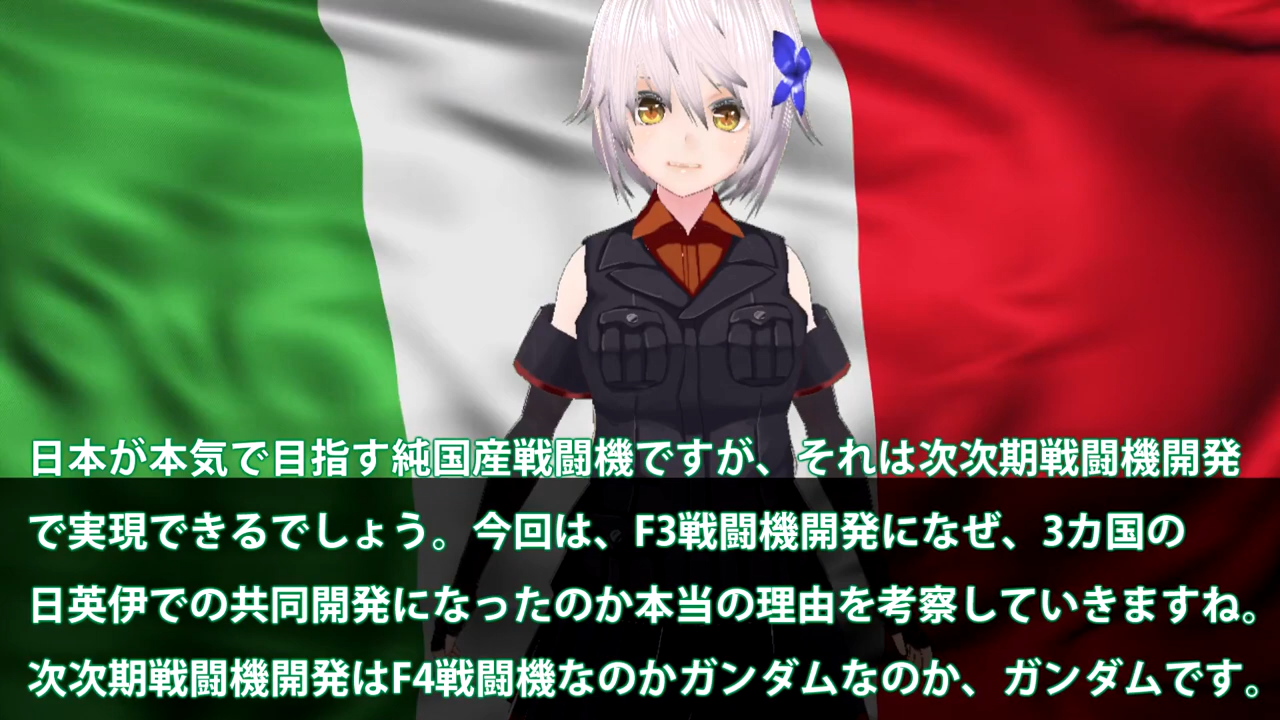 日本が本気で目指す純国産戦闘機ですが、それは次次期戦闘機開発
で実現できるでしょう。今回は、F3戦闘機開発になぜ、3カ国の
日英伊での共同開発になったのか本当の理由を考察していきますね。
次次期戦闘機開発はF4戦闘機なのかガンダムなのか、ガンダムです。